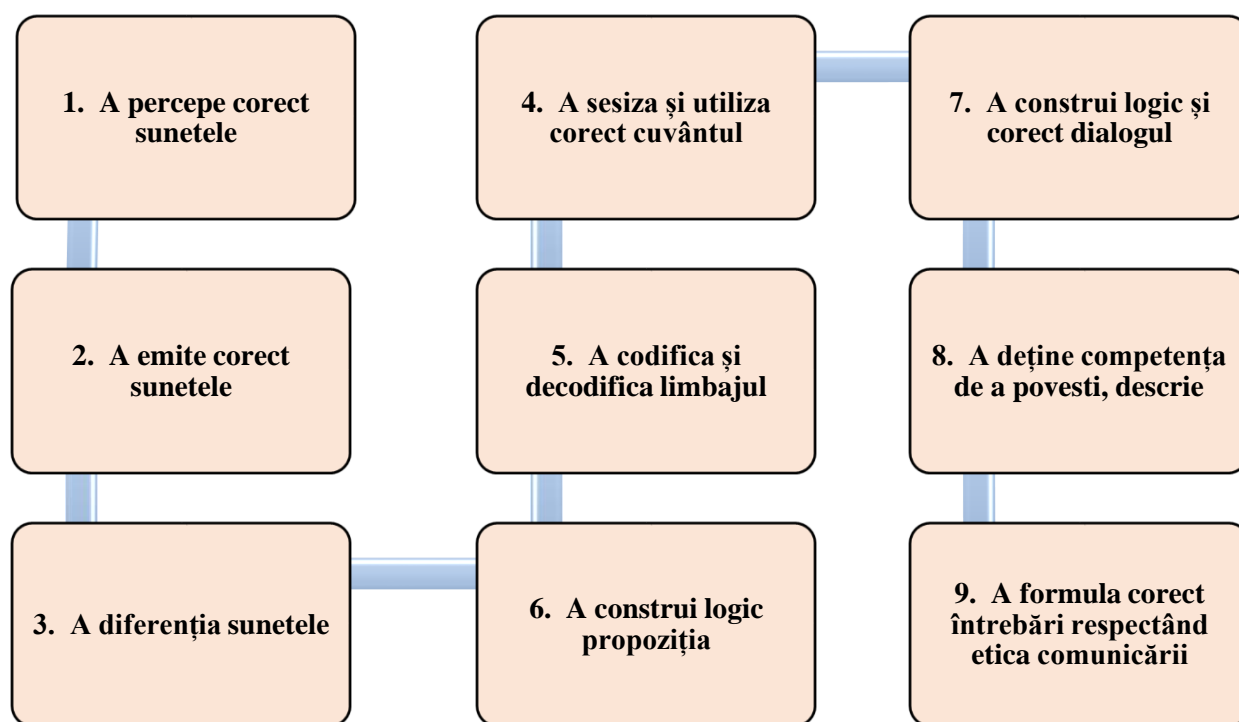 1. A percepe corect
sunetele
2. A emite corect
sunetele
3. A diferenția sunetele
4. A sesiza și utiliza
corect cuvântul
5. A codifica și
decodifica limbajul
6. A construi logic
propoziția
7. A construi logic și
corect dialogul
8. A deține competența
de a povesti, descrie
9. A formula corect
întrebări respectând
etica comunicării